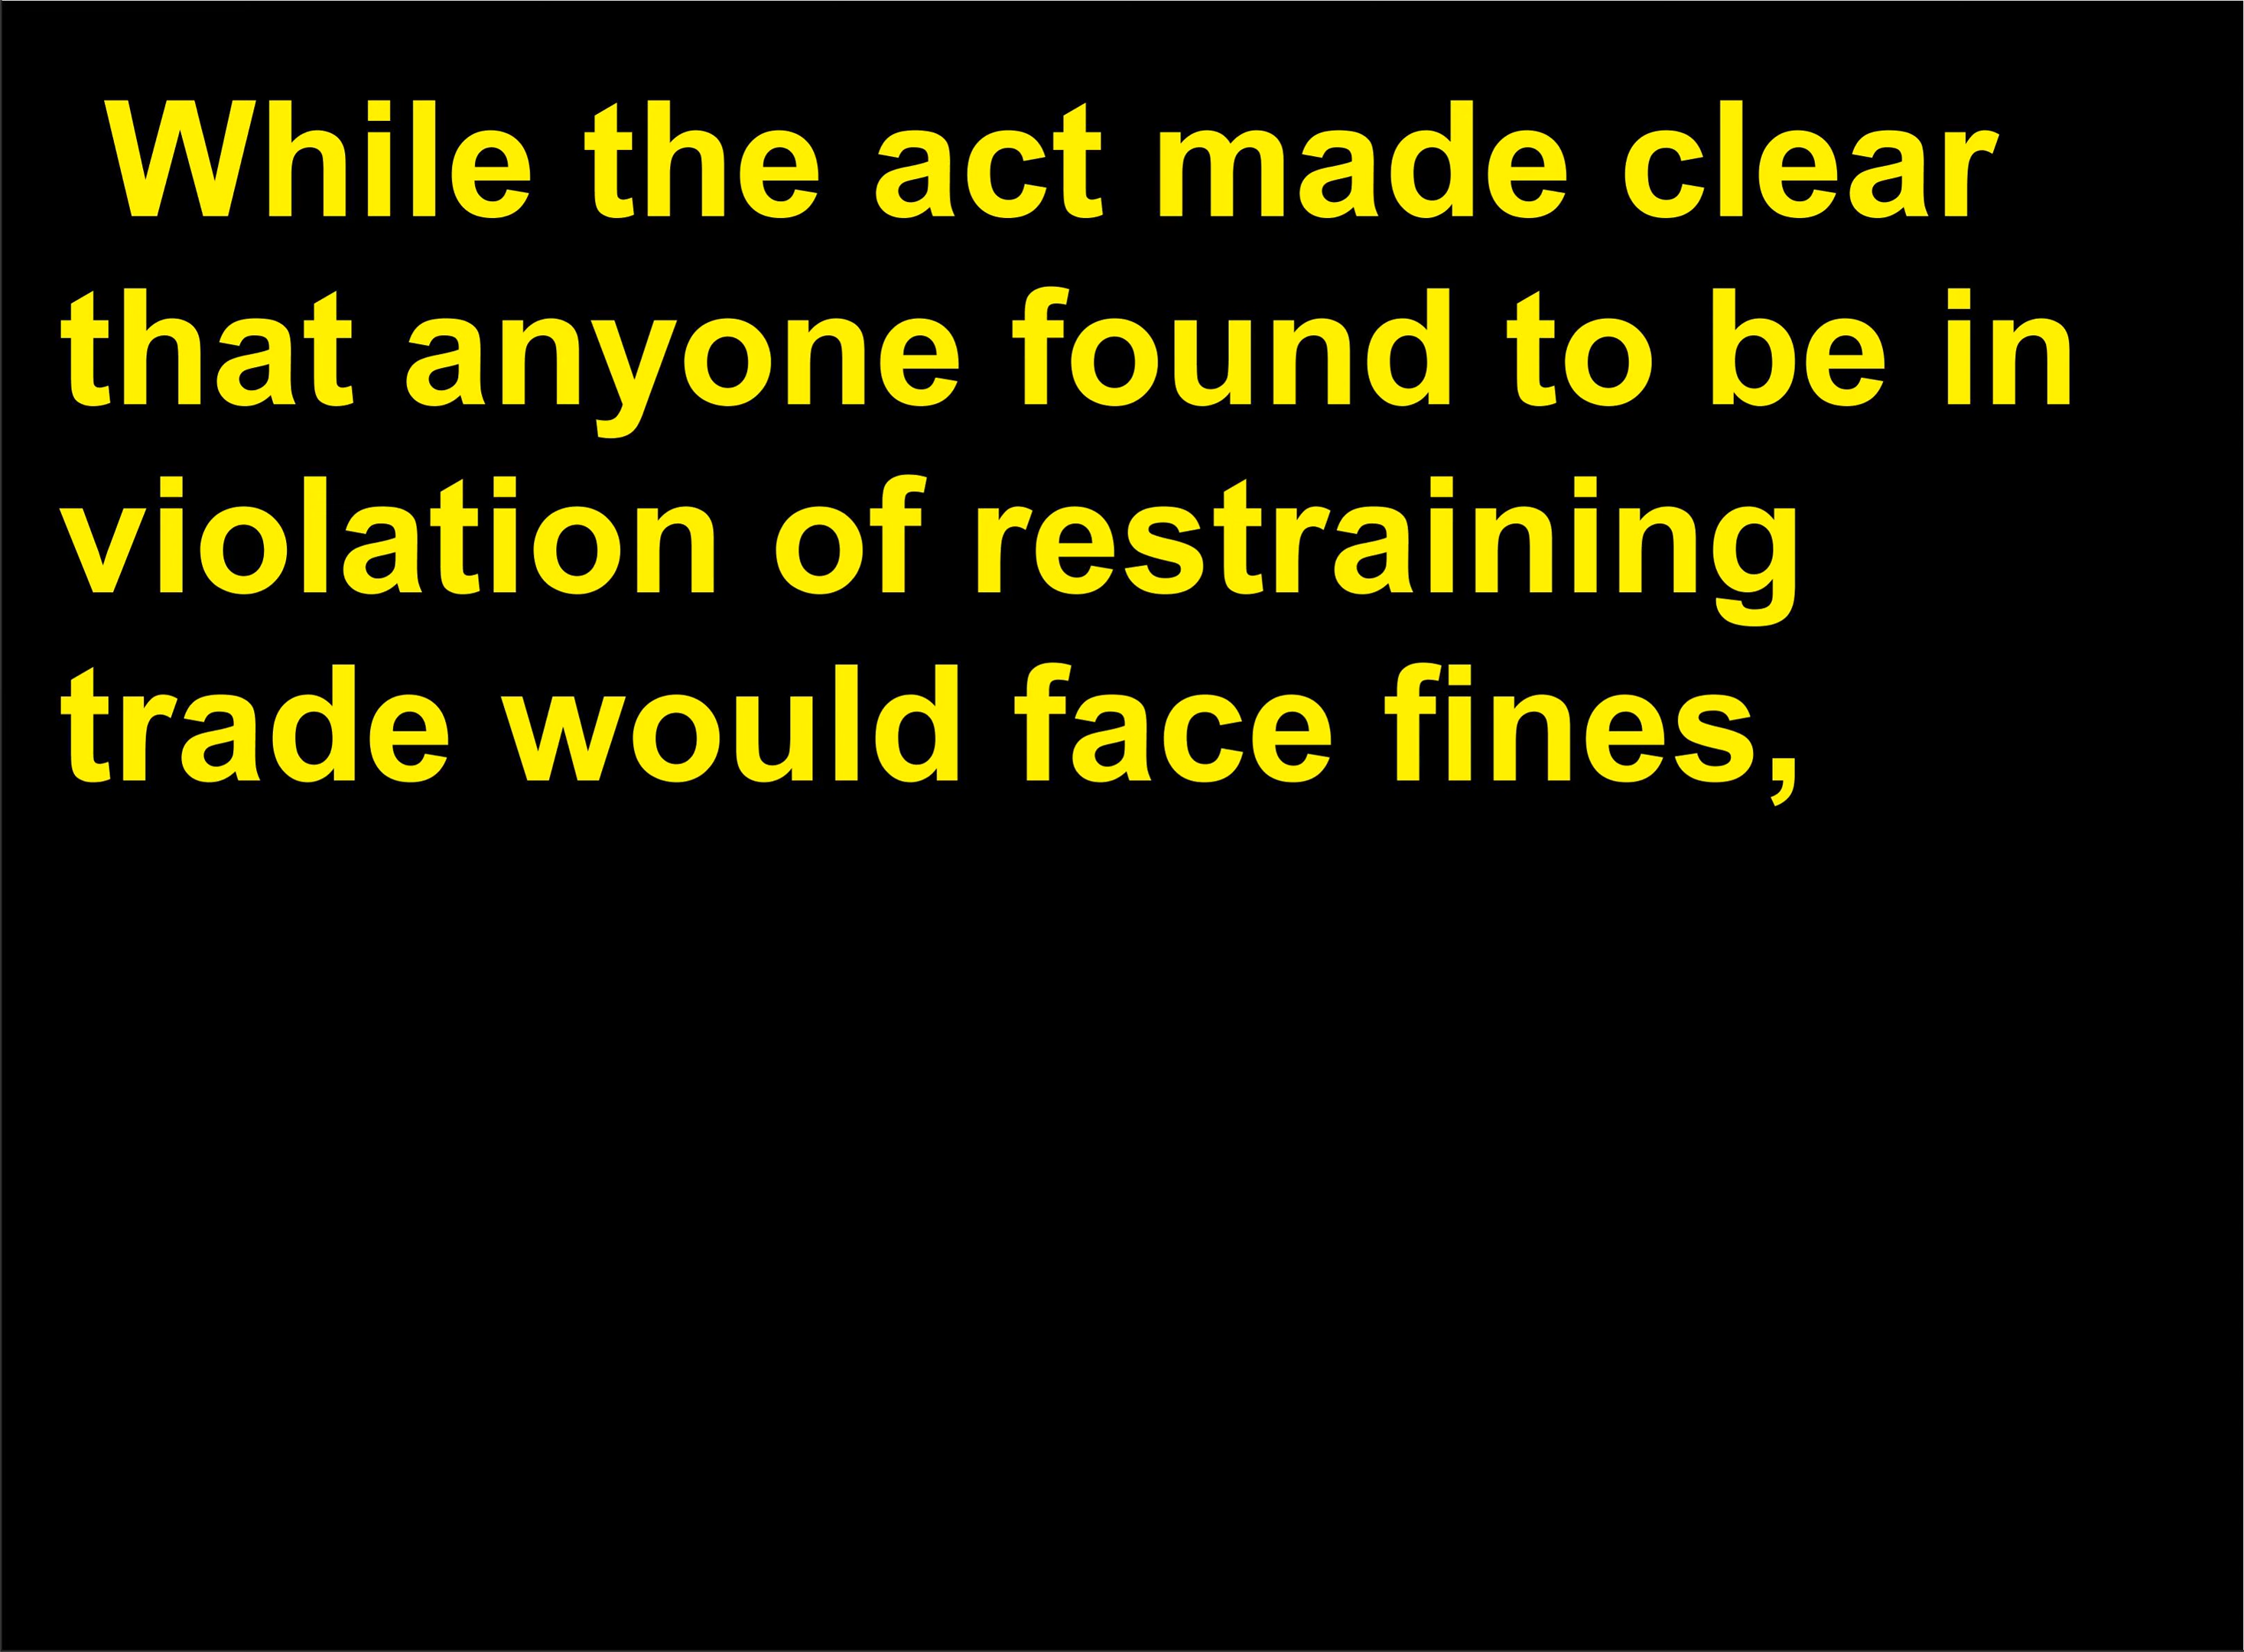 While the act made clear
that anyone found to be in
violation of restraining
trade would face fines,